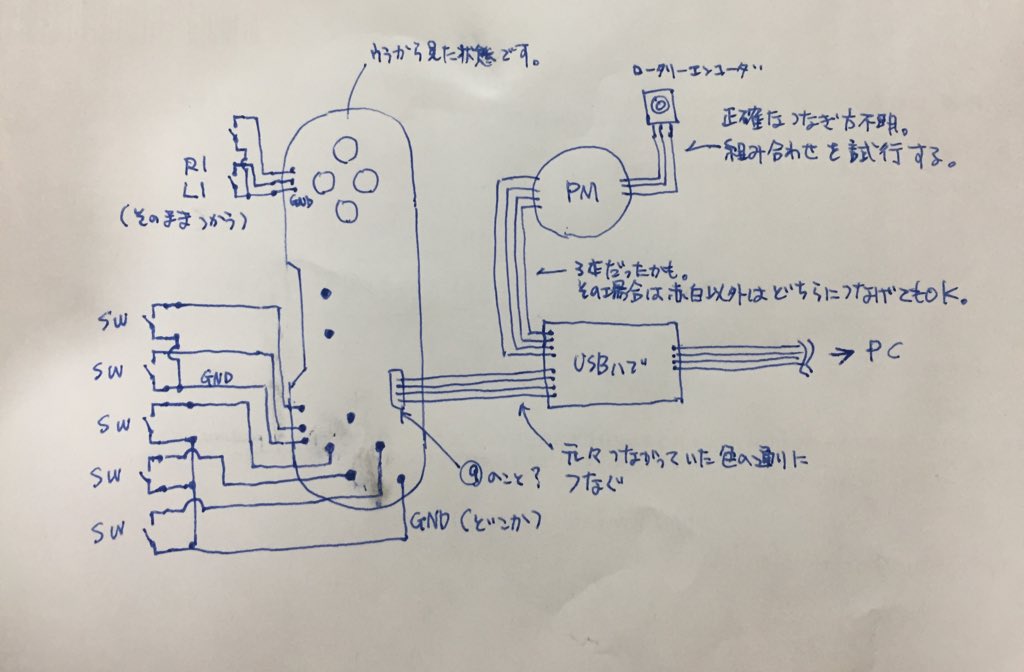 ウラから見た状態です。
ロータリーエンコーダ
正確なつなぎ方不明。
組み合わせを試行する。
R1
L1
(そのままつかう)
GND
PM
3本だったかも。
その場合は赤白以外はどちらにつなげてもOK。
SW
SW
GND
SW
SW
SW
USBハブ
PC
元々つながっていた色の通りに
つなぐ
⑨のこと?
GND(どこか)